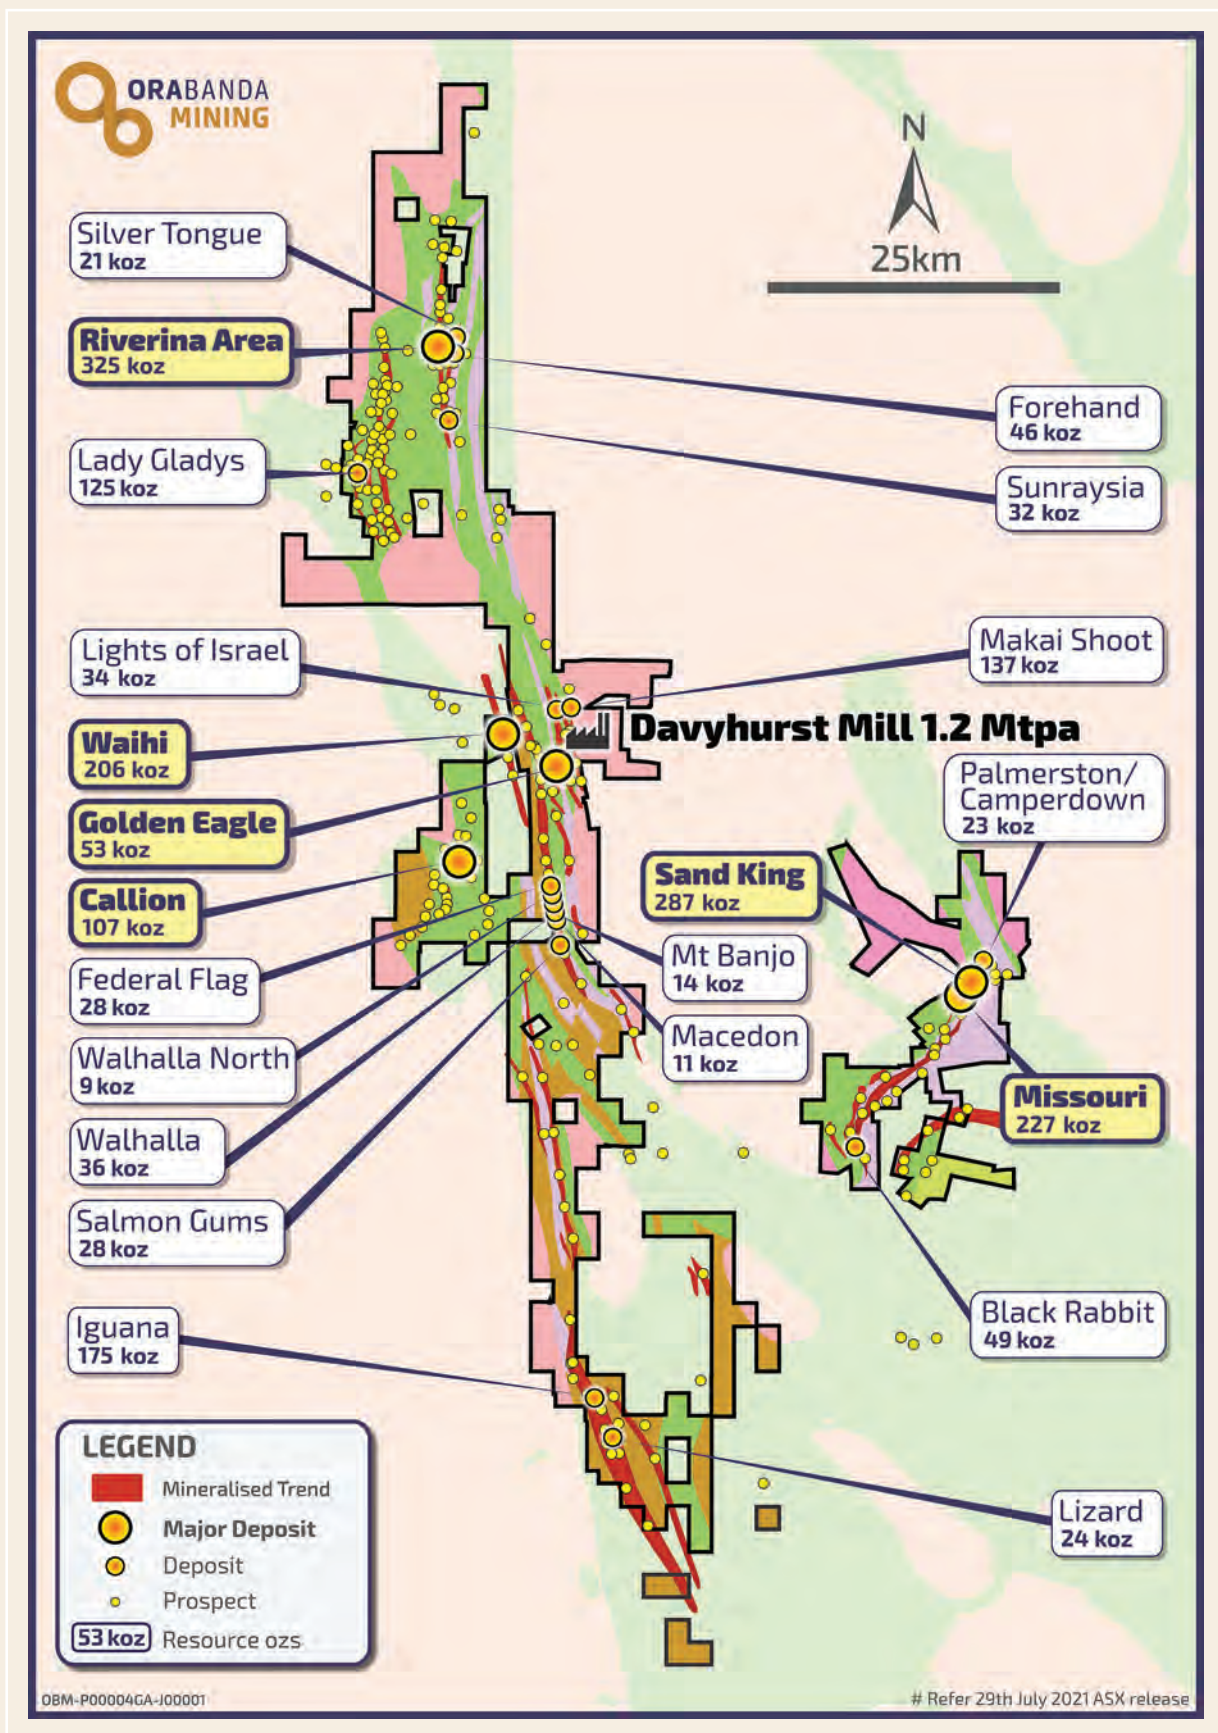 ORABANDA
MINING
N
25km
Silver Tongue
21 koz
Riverina Area
325 koz
Forehand
46 koz
Lady Gladys
125 koz
Sunraysia
32 koz
Lights of Israel
34 koz
Makai Shoot
137 koz
Waihi
206 koz
Davyhurst Mill 1.2 Mtpa
Golden Eagle
53 koz
Palmerston/
Camperdown
23 koz
Callion
107 koz
Sand King
287 koz
Federal Flag
28 koz
Mt Banjo
14 koz
Walhalla North
9 koz
Macedon
11 koz
Missouri
227 koz
Walhalla
36 koz
Salmon Gums
28 koz
Iguana
175 koz
Black Rabbit
49 koz
Lizard
24 koz
LEGEND
Mineralised Trend
Major Deposit
Deposit
Prospect
53 koz Resource ozs
OBM-P00004GA-J00001
# Refer 29th July 2021 ASX release